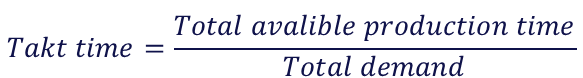 Takt time = Total avalible production time / Total demand